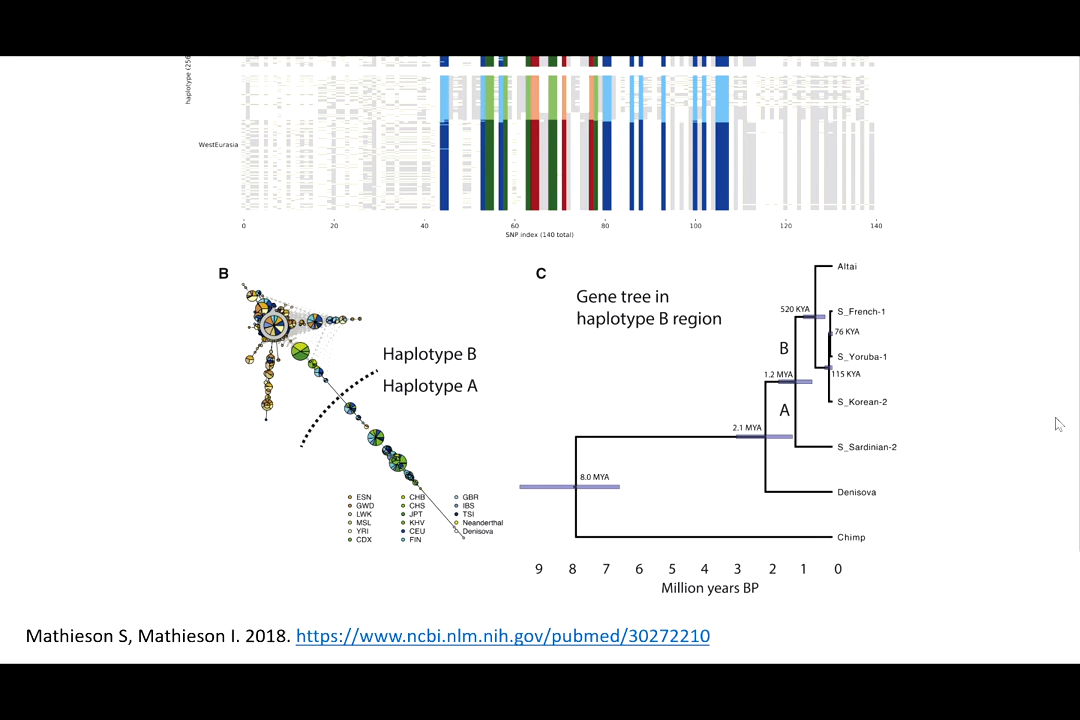 haplotype (256
WestEurasia
0 20 40 60 80 100 120 140
SNP index (140 total)
B
Haplotype B
Haplotype A
ESN CHB GBR
GWD CHS IBS
LWK JPT TSI
MSL KHV Neanderthal
YRI CEU Denisova
CDX FIN
C
Gene tree in
haplotype B region
Altai
520 KYA
S_French-1
76 KYA
B
S_Yoruba-1
1.2 MYA
115 KYA
A
S_Korean-2
2.1 MYA
S_Sardinian-2
8.0 MYA
Denisova
Chimp
9 8 7 6 5 4 3 2 1 0
Million years BP
Mathieson S, Mathieson I. 2018. https://www.ncbi.nlm.nih.gov/pubmed/30272210